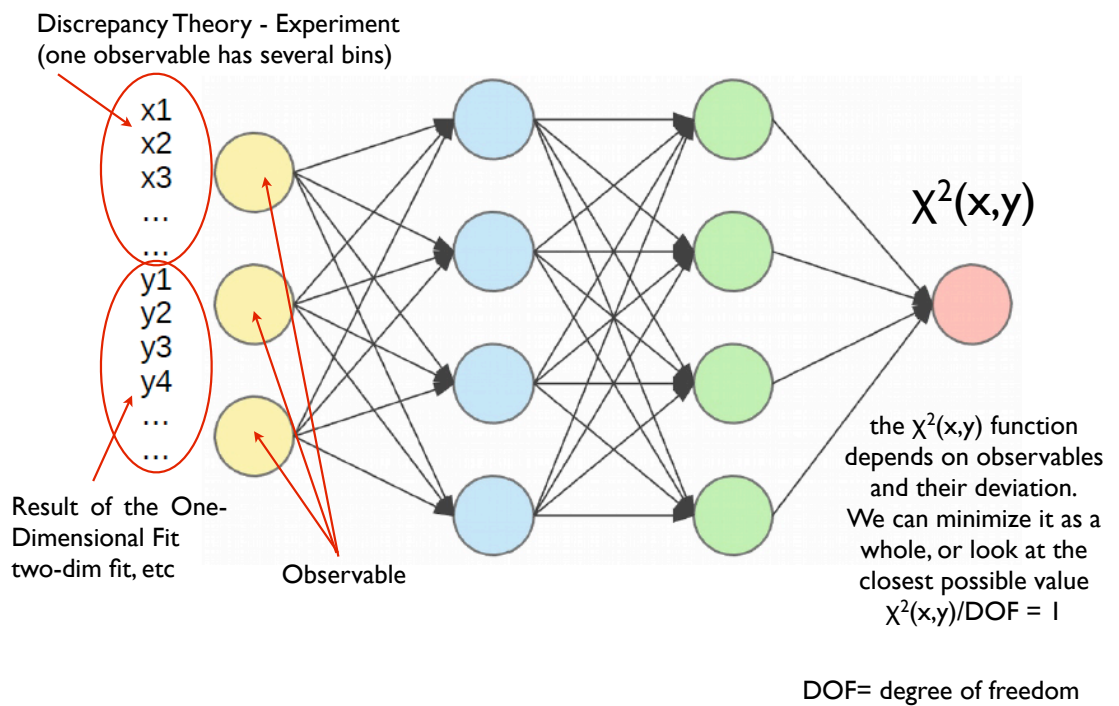 Discrepancy Theory - Experiment
(one observable has several bins)
x1
x2
x3
...
...
y1
y2
y3
y4
...
...
Result of the One-
Dimensional Fit
two-dim fit, etc
Observable
χ²(x,y)
the χ²(x,y) function
depends on observables
and their deviation.
We can minimize it as a
whole, or look at the
closest possible value
χ²(x,y)/DOF = 1
DOF= degree of freedom